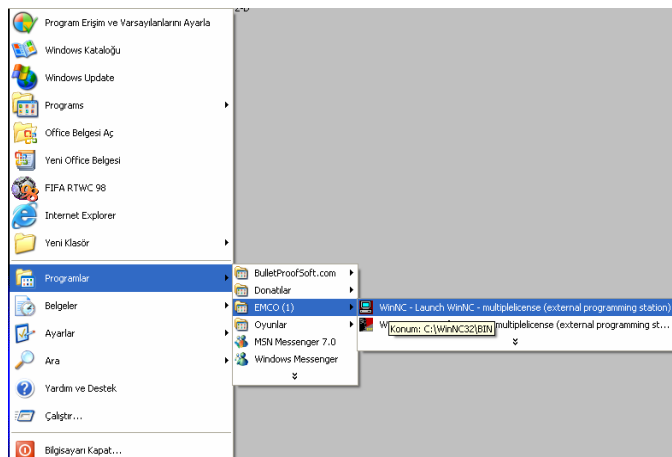 2-D
Program Erişim ve Varsayılanlarını Ayarla
Windows Kataloğu
Windows Update
Programs
Office Belgesi Aç
Yeni Office Belgesi
FIFA RTWC 98
Internet Explorer
Yeni Klasör
Programlar
Belgeler
Ayarlar
Ara
Yardım ve Destek
Çalıştır...
Bilgisayarı Kapat...
BulletProofSoft.com
Donatılar
EMCO (1)
Oyunlar
MSN Messenger 7.0
Windows Messenger
WinNC - Launch WinNC - multiplelicense (external programming station)
multiplelicense (external programming st...
Konum: C:\WinNC32\BIN